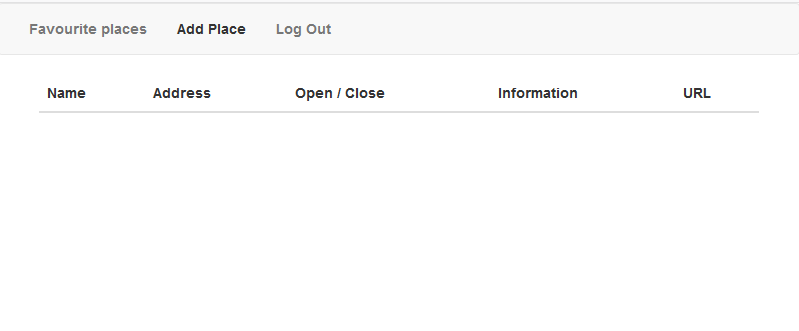 Favourite places Add Place Log Out
Name Address Open / Close Information URL